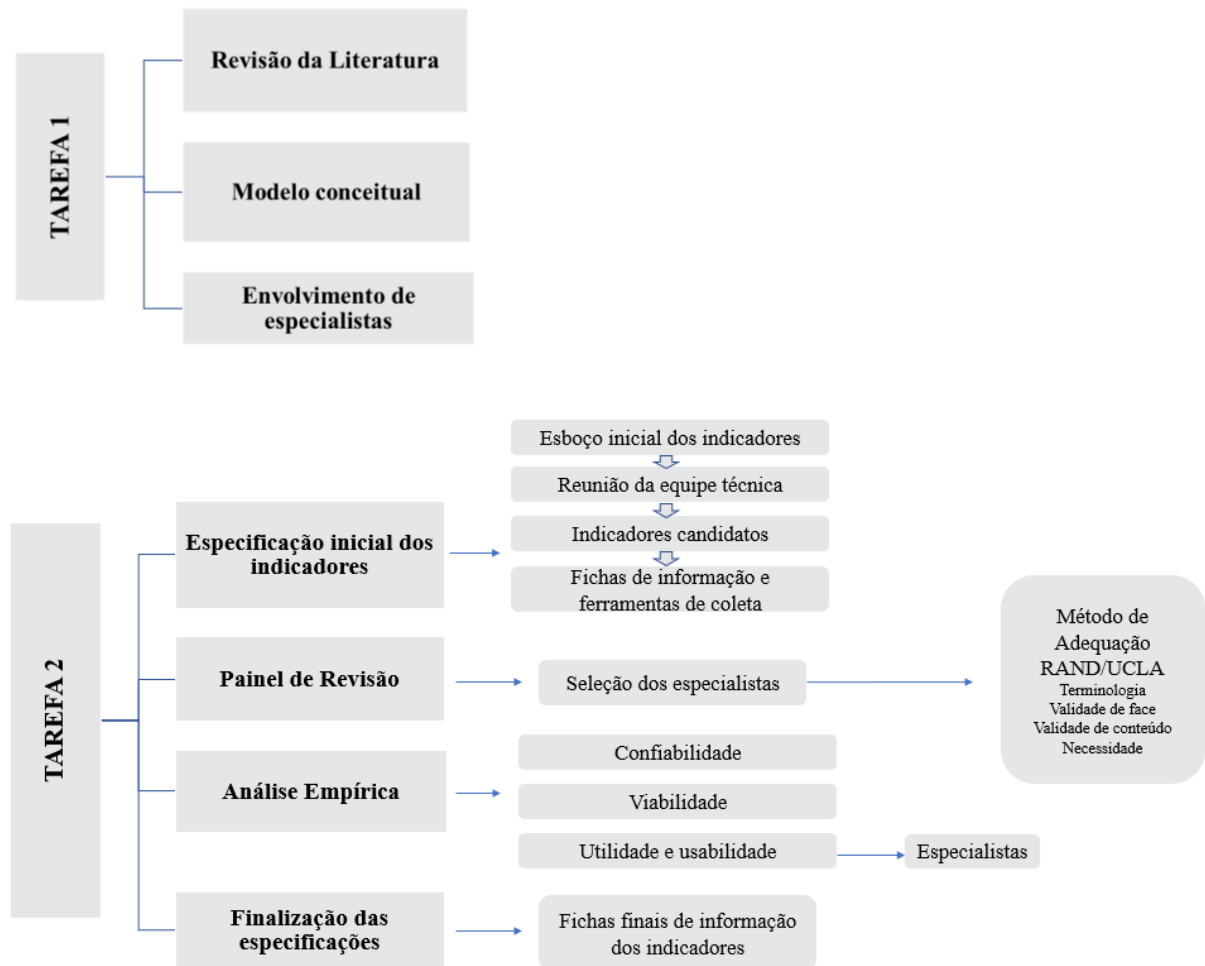 TAREFA 1
Revisão da Literatura
Modelo conceitual
Envolvimento de
especialistas
TAREFA 2
Especificação inicial dos
indicadores
Esboço inicial dos indicadores
Reunião da equipe técnica
Indicadores candidatos
Fichas de informação e
ferramentas de coleta
Painel de Revisão
Seleção dos especialistas
Método de
Adequação
RAND/UCLA
Terminologia
Validade de face
Validade de conteúdo
Necessidade
Análise Empírica
Confiabilidade
Viabilidade
Utilidade e usabilidade
Especialistas
Finalização das
especificações
Fichas finais de informação
dos indicadores